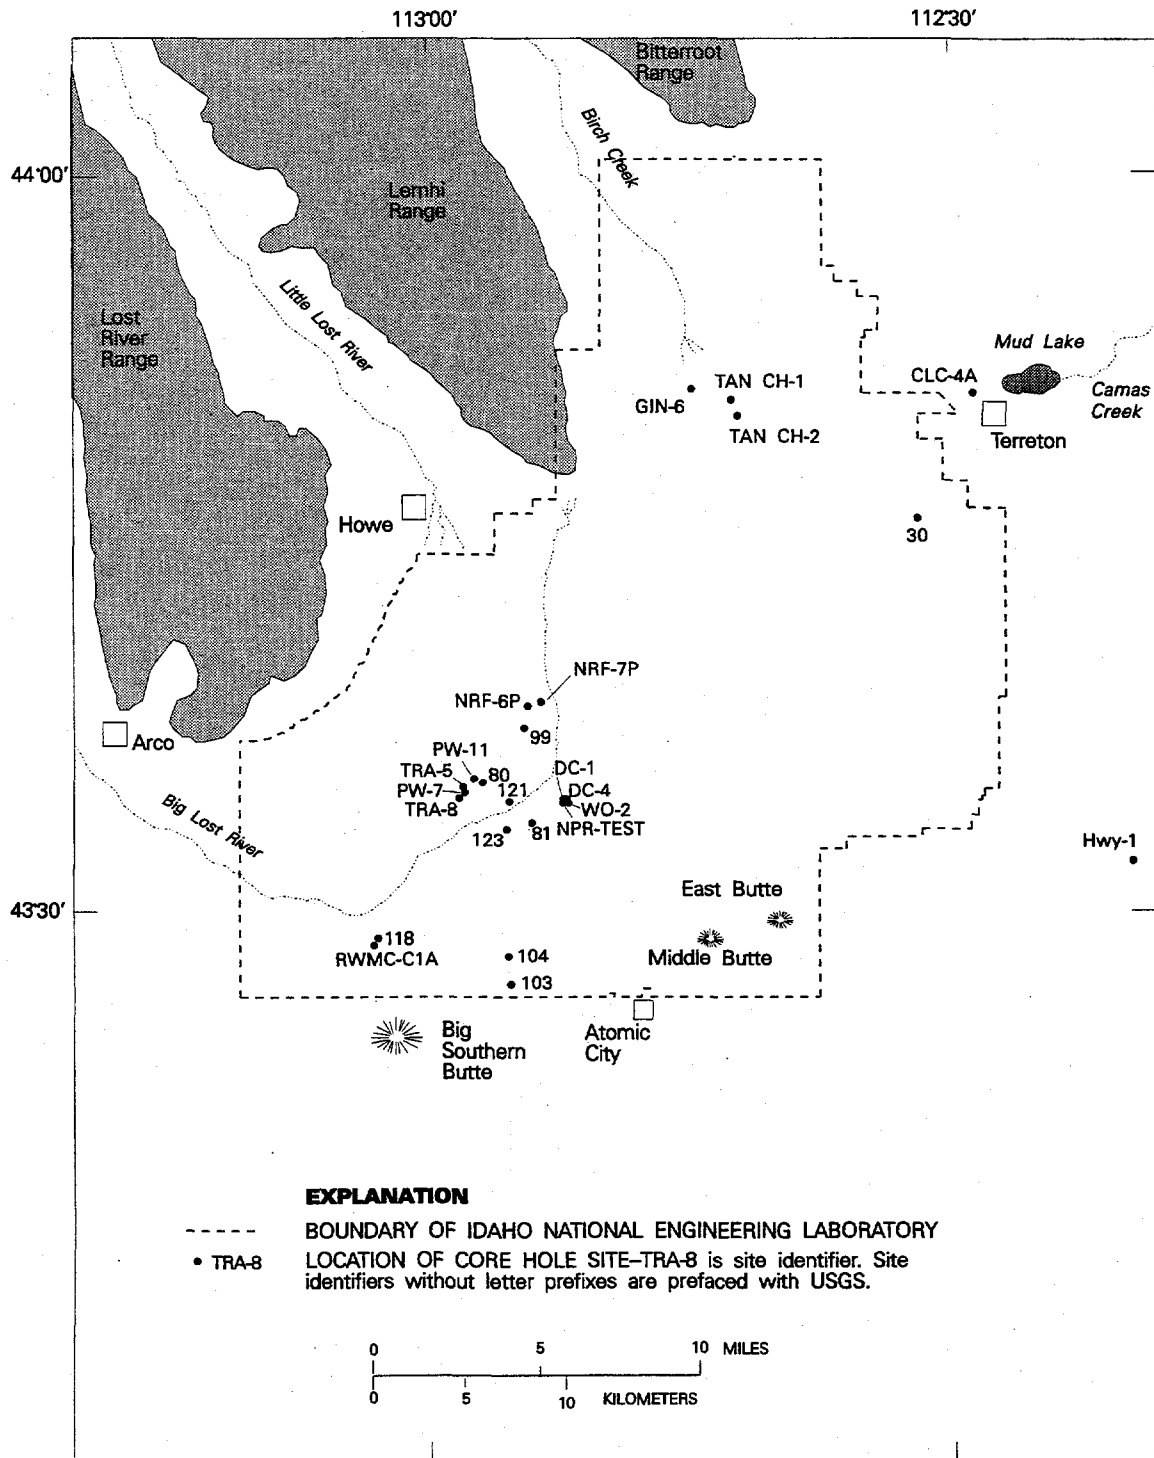 113°00'
112°30'
Bitterroot
Range
Birch Creek
44°00'
Lemhi
Range
Little Lost River
Lost
River
Range
Mud Lake
CLC-4A
Camas
Creek
TAN CH-1
GIN-6
TAN CH-2
Terreton
Howe
30
NRF-7P
NRF-6P
99
Arco
PW-11
DC-1
TRA-5
80
PW-7
121
DC-4
TRA-8
WO-2
NPR-TEST
123
81
Big Lost River
Hwy-1
East Butte
43°30'
118
RWMC-C1A
104
Middle Butte
103
Big
Southern
Butte
Atomic
City
EXPLANATION
BOUNDARY OF IDAHO NATIONAL ENGINEERING LABORATORY
TRA-8 LOCATION OF CORE HOLE SITE–TRA-8 is site identifier. Site
identifiers without letter prefixes are prefaced with USGS.
0 5 10 MILES
0 5 10 KILOMETERS